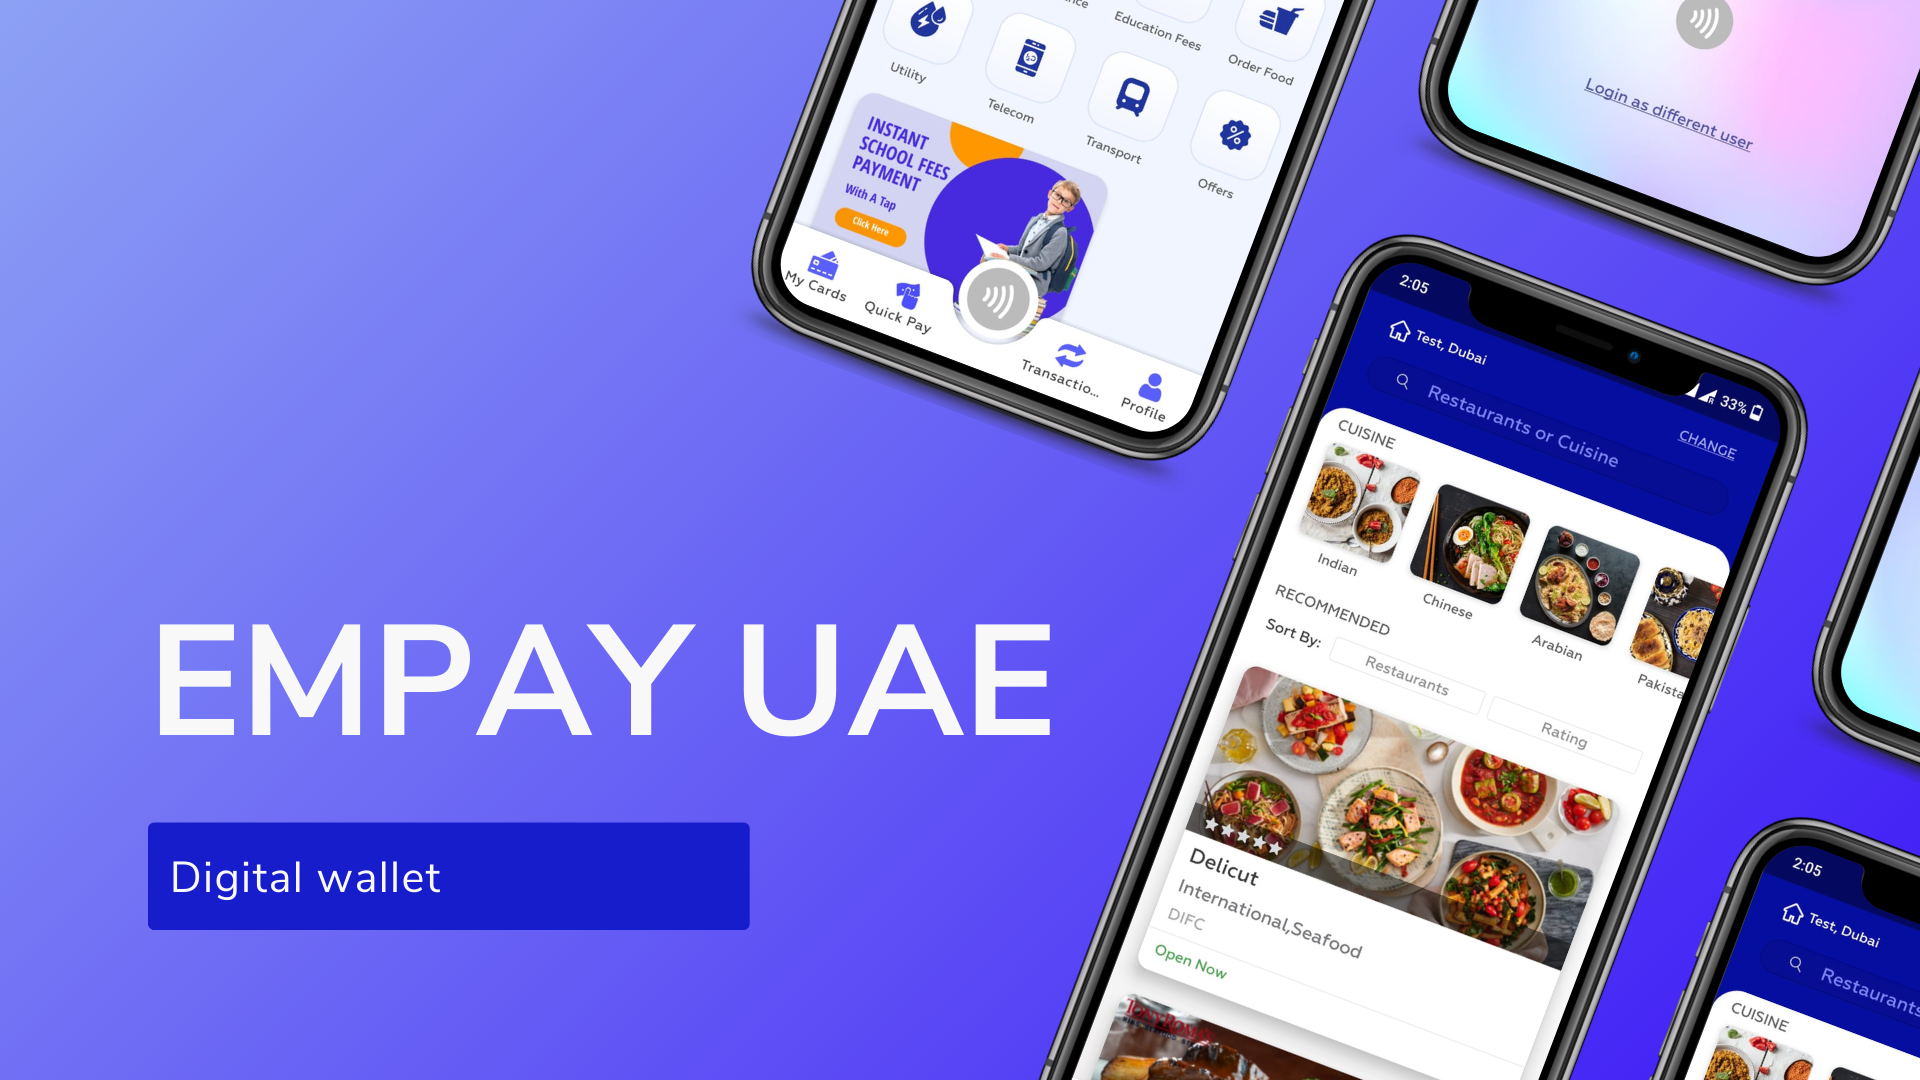 Education Fees
Order Food
Utility
Telecom
Transport
Offers
INSTANT
SCHOOL FEES
PAYMENT
With A Tap
Click Here
My Cards
Quick Pay
Transactio...
Profile
Login as different user
EMPAY UAE
Digital wallet
2:05
33%
Test, Dubai
Restaurants or Cuisine
CHANGE
CUISINE
Indian
Chinese
Arabian
Pakista
RECOMMENDED
Sort By:
Restaurants
Rating
Delicut
International,Seafood
DIFC
Open Now
TONY ROMA'S
2:05
Test, Dubai
Restaurants
CUISINE